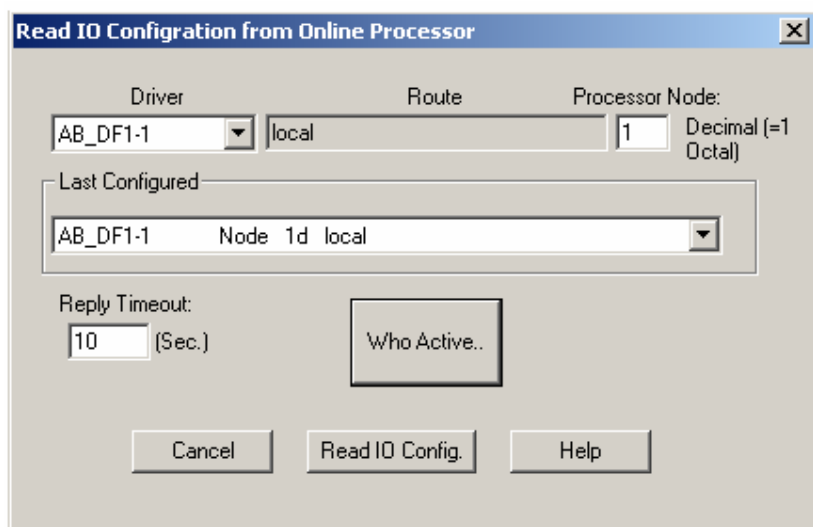 Read IO Configration from Online Processor
Driver Route Processor Node:
AB_DF1-1 local 1 Decimal (=1
Octal)
Last Configured
AB_DF1-1 Node 1d local
Reply Timeout:
10 (Sec.) Who Active..
Cancel Read IO Config. Help